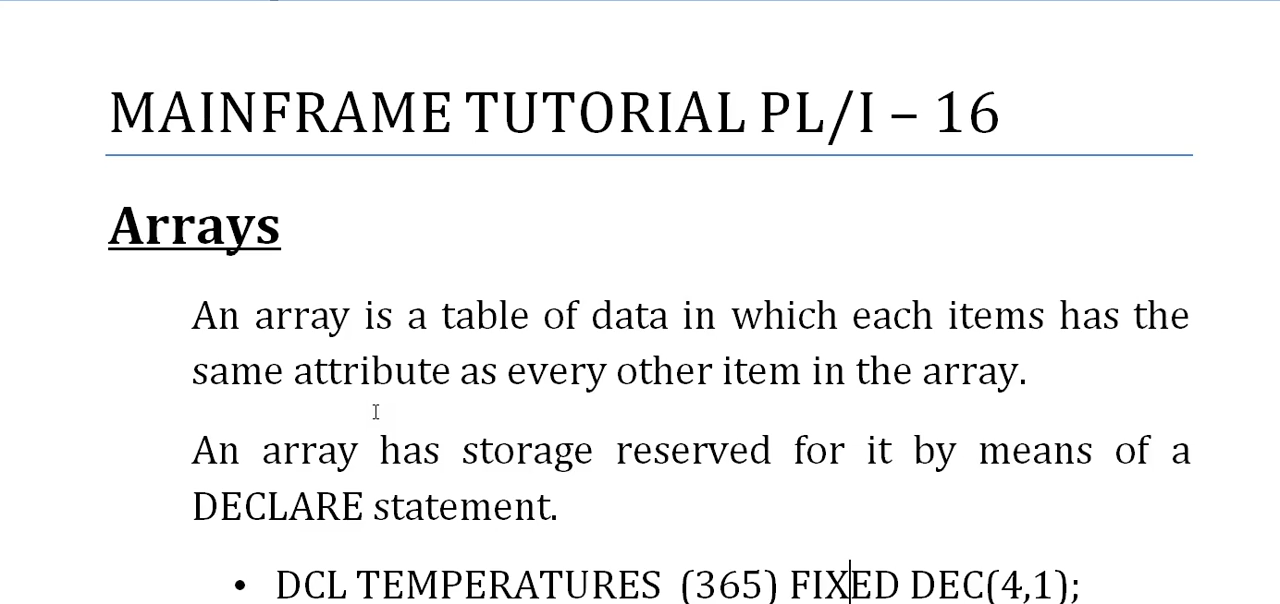 MAINFRAME TUTORIAL PL/I – 16
Arrays
An array is a table of data in which each items has the
same attribute as every other item in the array.
An array has storage reserved for it by means of a
DECLARE statement.
• DCL TEMPERATURES (365) FIXED DEC(4,1);